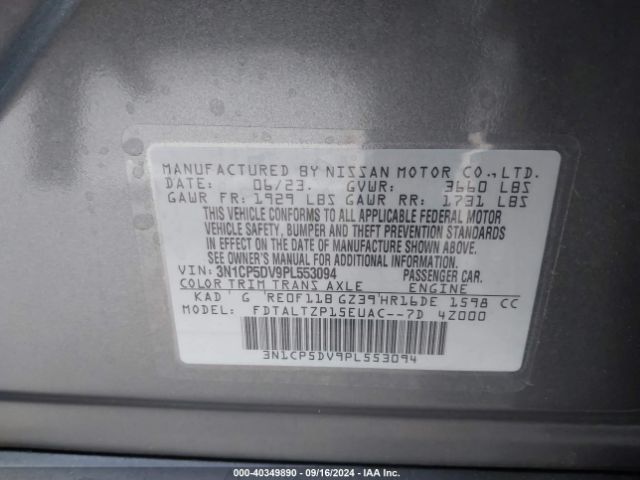 MANUFACTURED BY NISSAN MOTOR CO.,LTD.
DATE: 06/23. GVWR: 3660 LBS
GAWR FR: 1929 LBS GAWR RR: 1731 LBS
THIS VEHICLE CONFORMS TO ALL APPLICABLE FEDERAL MOTOR
VEHICLE SAFETY, BUMPER, AND THEFT PREVENTION STANDARDS
IN EFFECT ON THE DATE OF MANUFACTURE SHOWN ABOVE.
SEE OWNER'S MANUAL FOR ADDITIONAL INFORMATION
VIN: 3N1CP5DV9PL553094 PASSENGER CAR.
COLOR TRIM TRANS AXLE ENGINE
KAD G RE0F11B GZ39 HR16DE 1598 CC
MODEL: FDTALTZP15EUAC--7D 4Z000
3N1CP5DV9PL553094
000-40349890 - 09/16/2024 - IAA Inc.